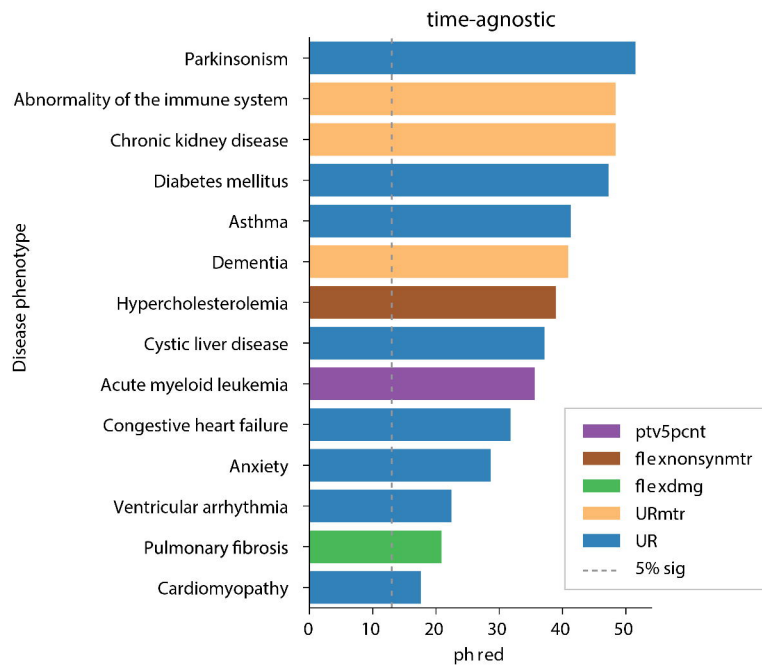 time-agnostic
Disease phenotype
Parkinsonism
Abnormality of the immune system
Chronic kidney disease
Diabetes mellitus
Asthma
Dementia
Hypercholesterolemia
Cystic liver disease
Acute myeloid leukemia
Congestive heart failure
Anxiety
Ventricular arrhythmia
Pulmonary fibrosis
Cardiomyopathy
0 10 20 30 40 50
ph red
ptv5pcnt
flexnonsynmtr
flexdmg
URmtr
UR
5% sig